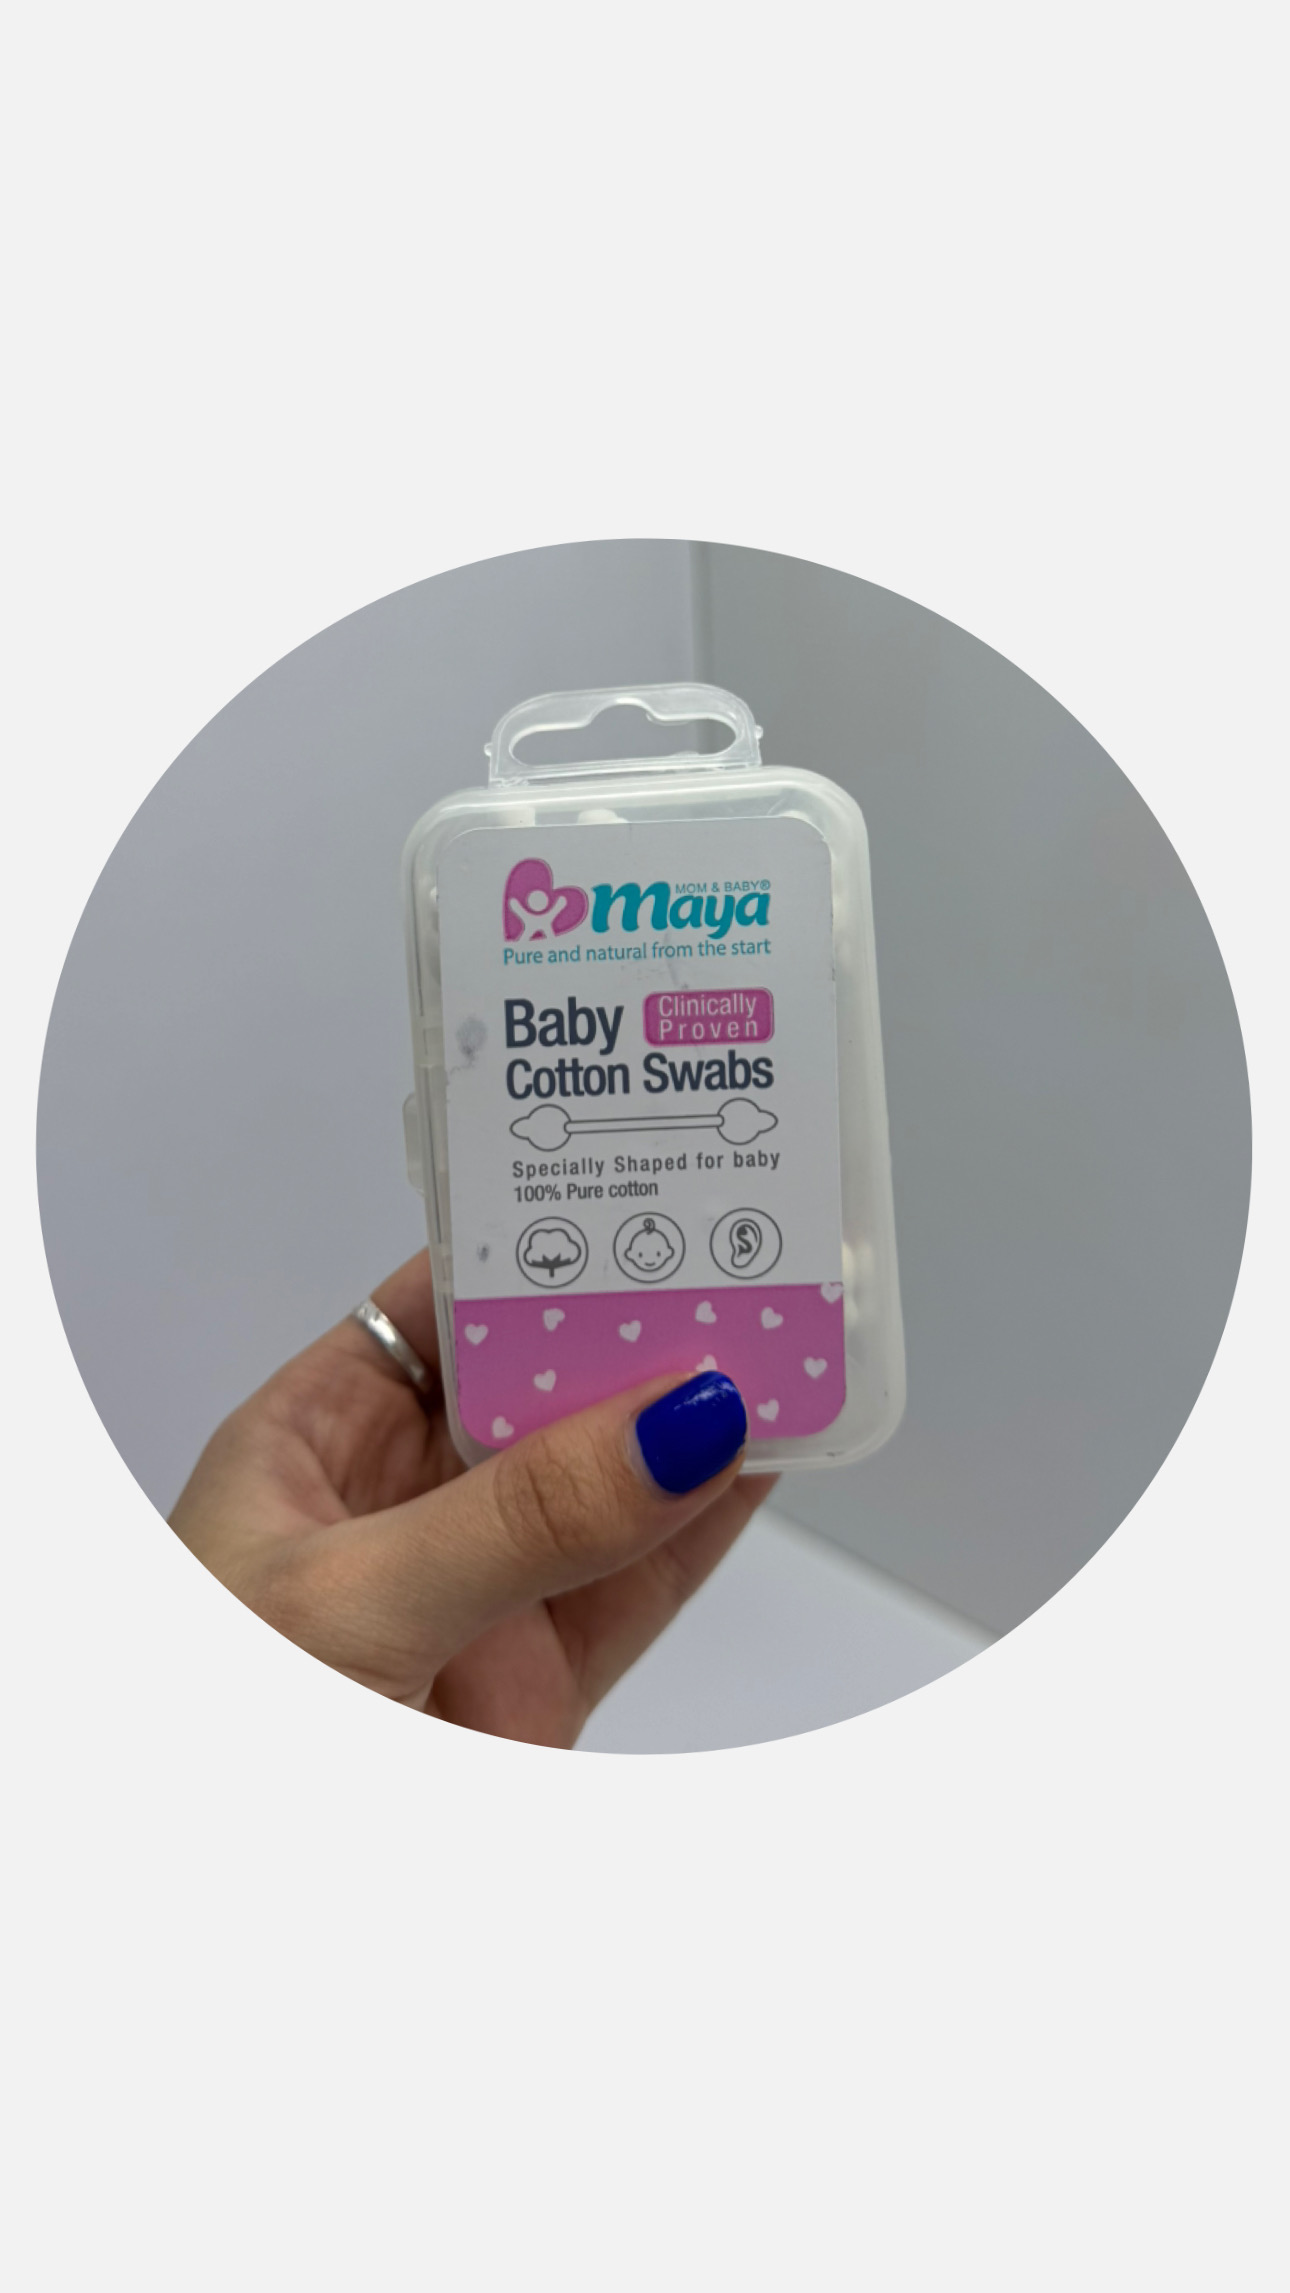 MOM & BABY®
maya
Pure and natural from the start
Baby
Clinically
Proven
Cotton Swabs
Specially Shaped for baby
100% Pure cotton